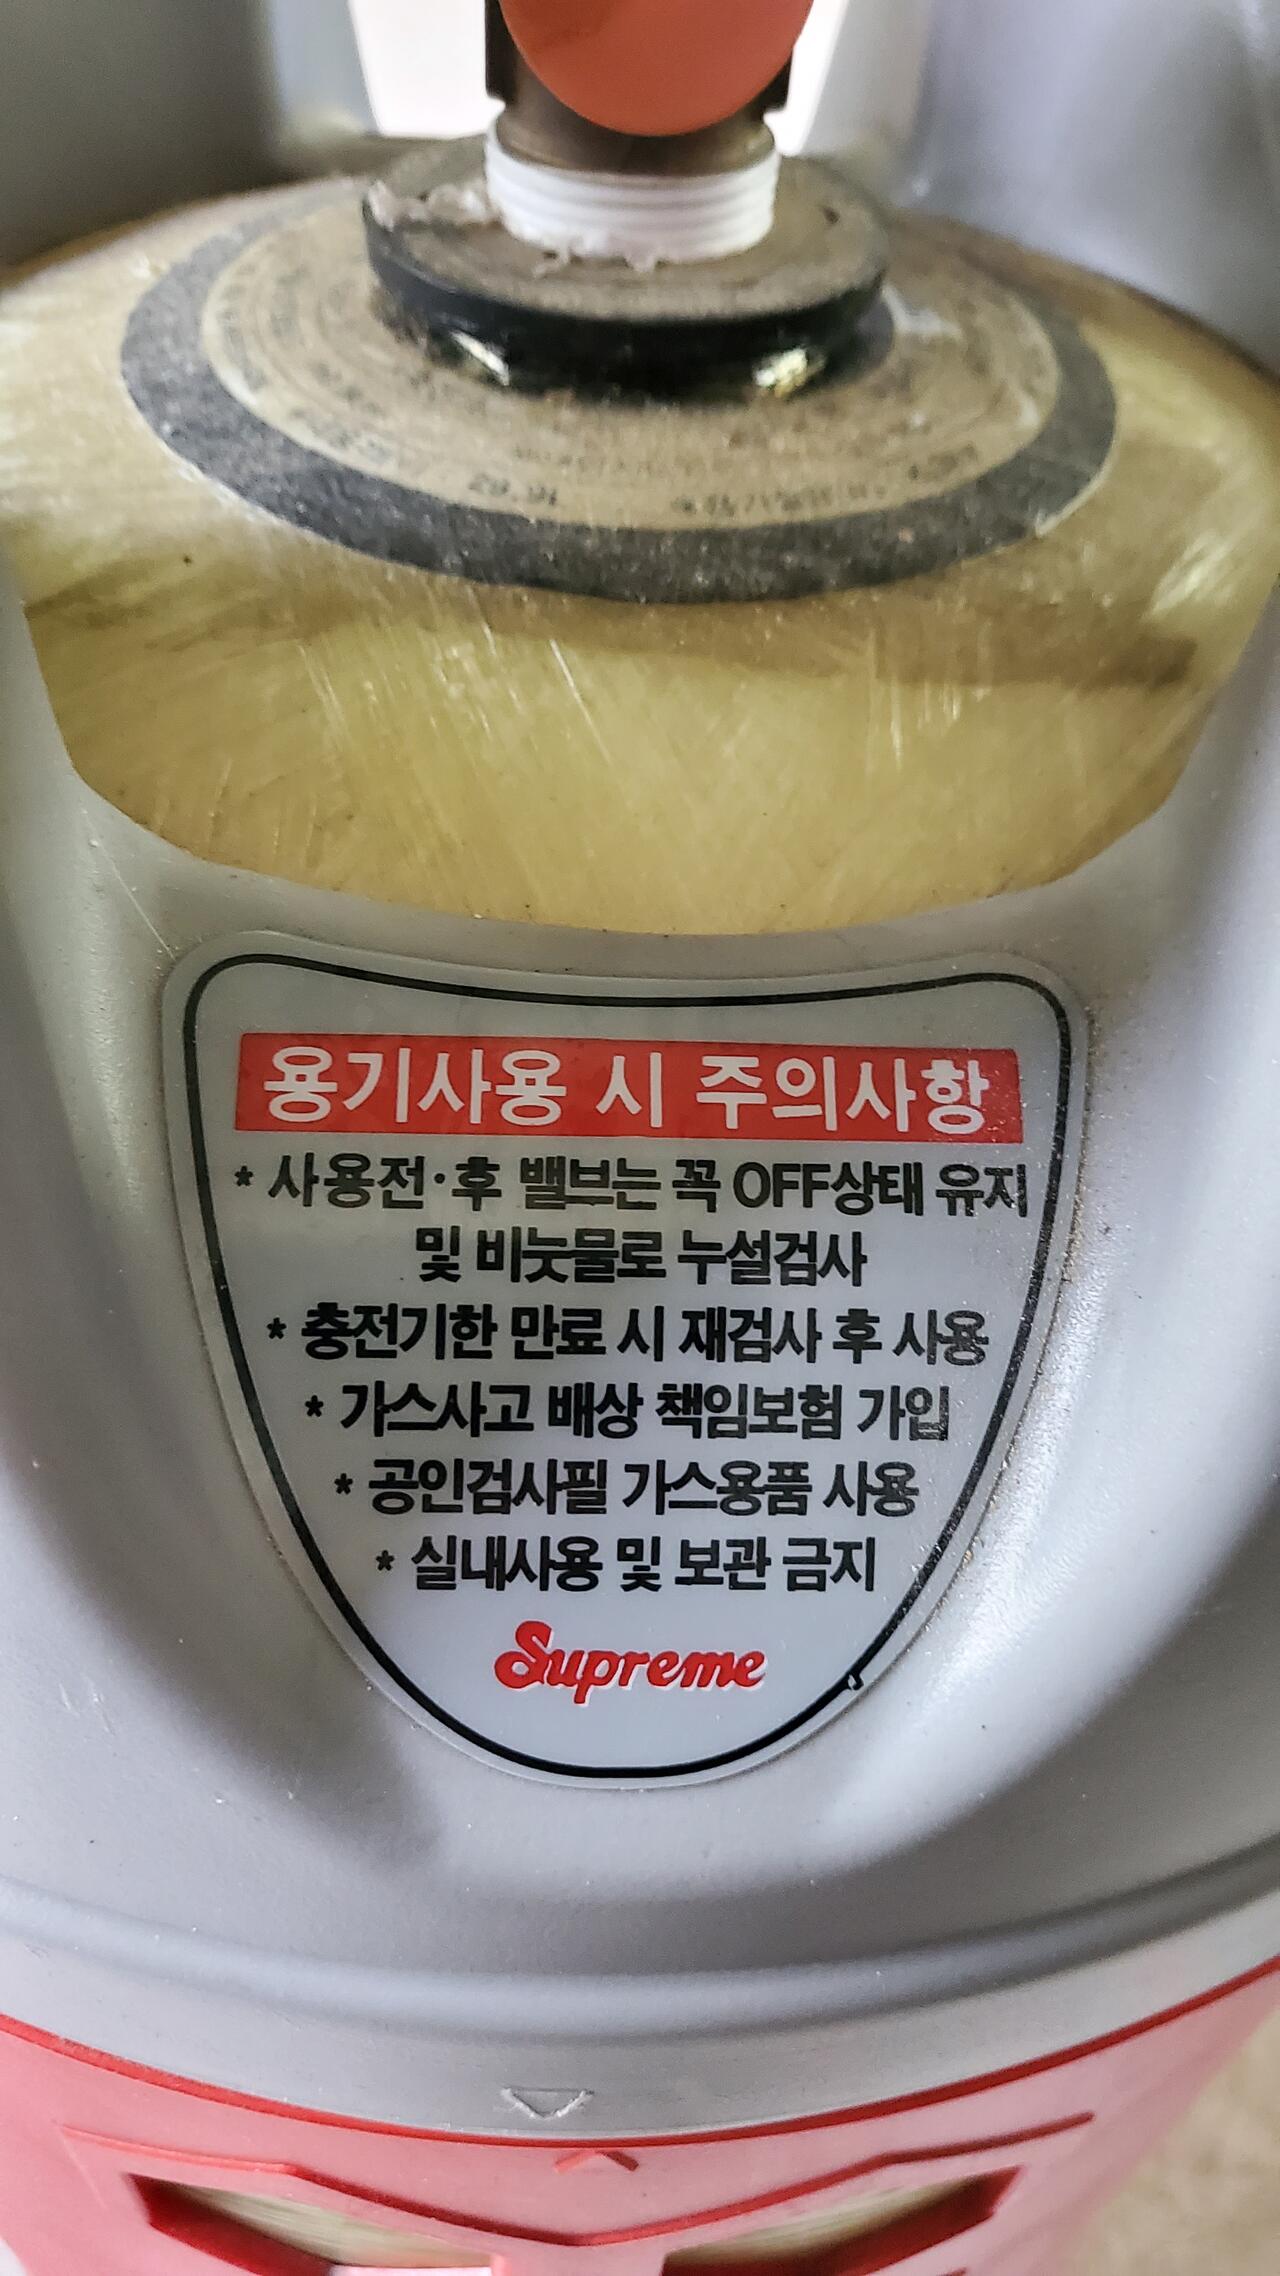 용기사용 시 주의사항
* 사용전·후 밸브는 꼭 OFF상태 유지
및 비눗물로 누설검사
* 충전기한 만료 시 재검사 후 사용
* 가스사고 배상 책임보험 가입
* 공인검사필 가스용품 사용
* 실내사용 및 보관 금지
Supreme